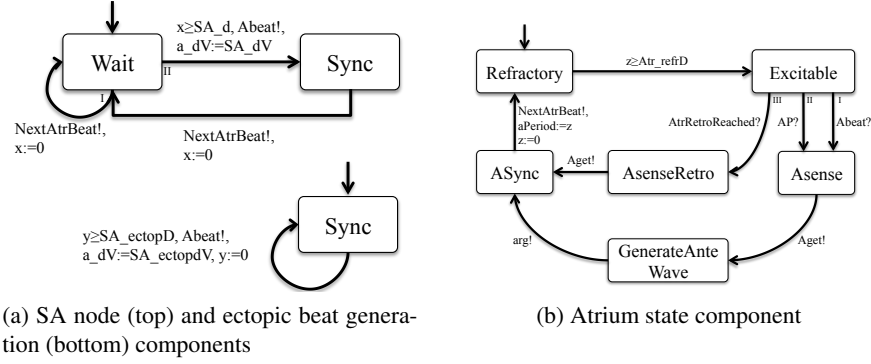 x≥SA_d, Abeat!,
a_dV:=SA_dV
Wait
II
Sync
I
NextAtrBeat!,
x:=0
NextAtrBeat!,
x:=0
y≥SA_ectopD, Abeat!,
a_dV:=SA_ectopdV, y:=0
Sync
(a) SA node (top) and ectopic beat genera-
tion (bottom) components
Refractory
z≥Atr_refrD
Excitable
III
II
I
NextAtrBeat!,
aPeriod:=z
z:=0
AtrRetroReached?
AP?
Abeat?
ASync
Aget!
AsenseRetro
Asense
arg!
GenerateAnte
Wave
Aget!
(b) Atrium state component